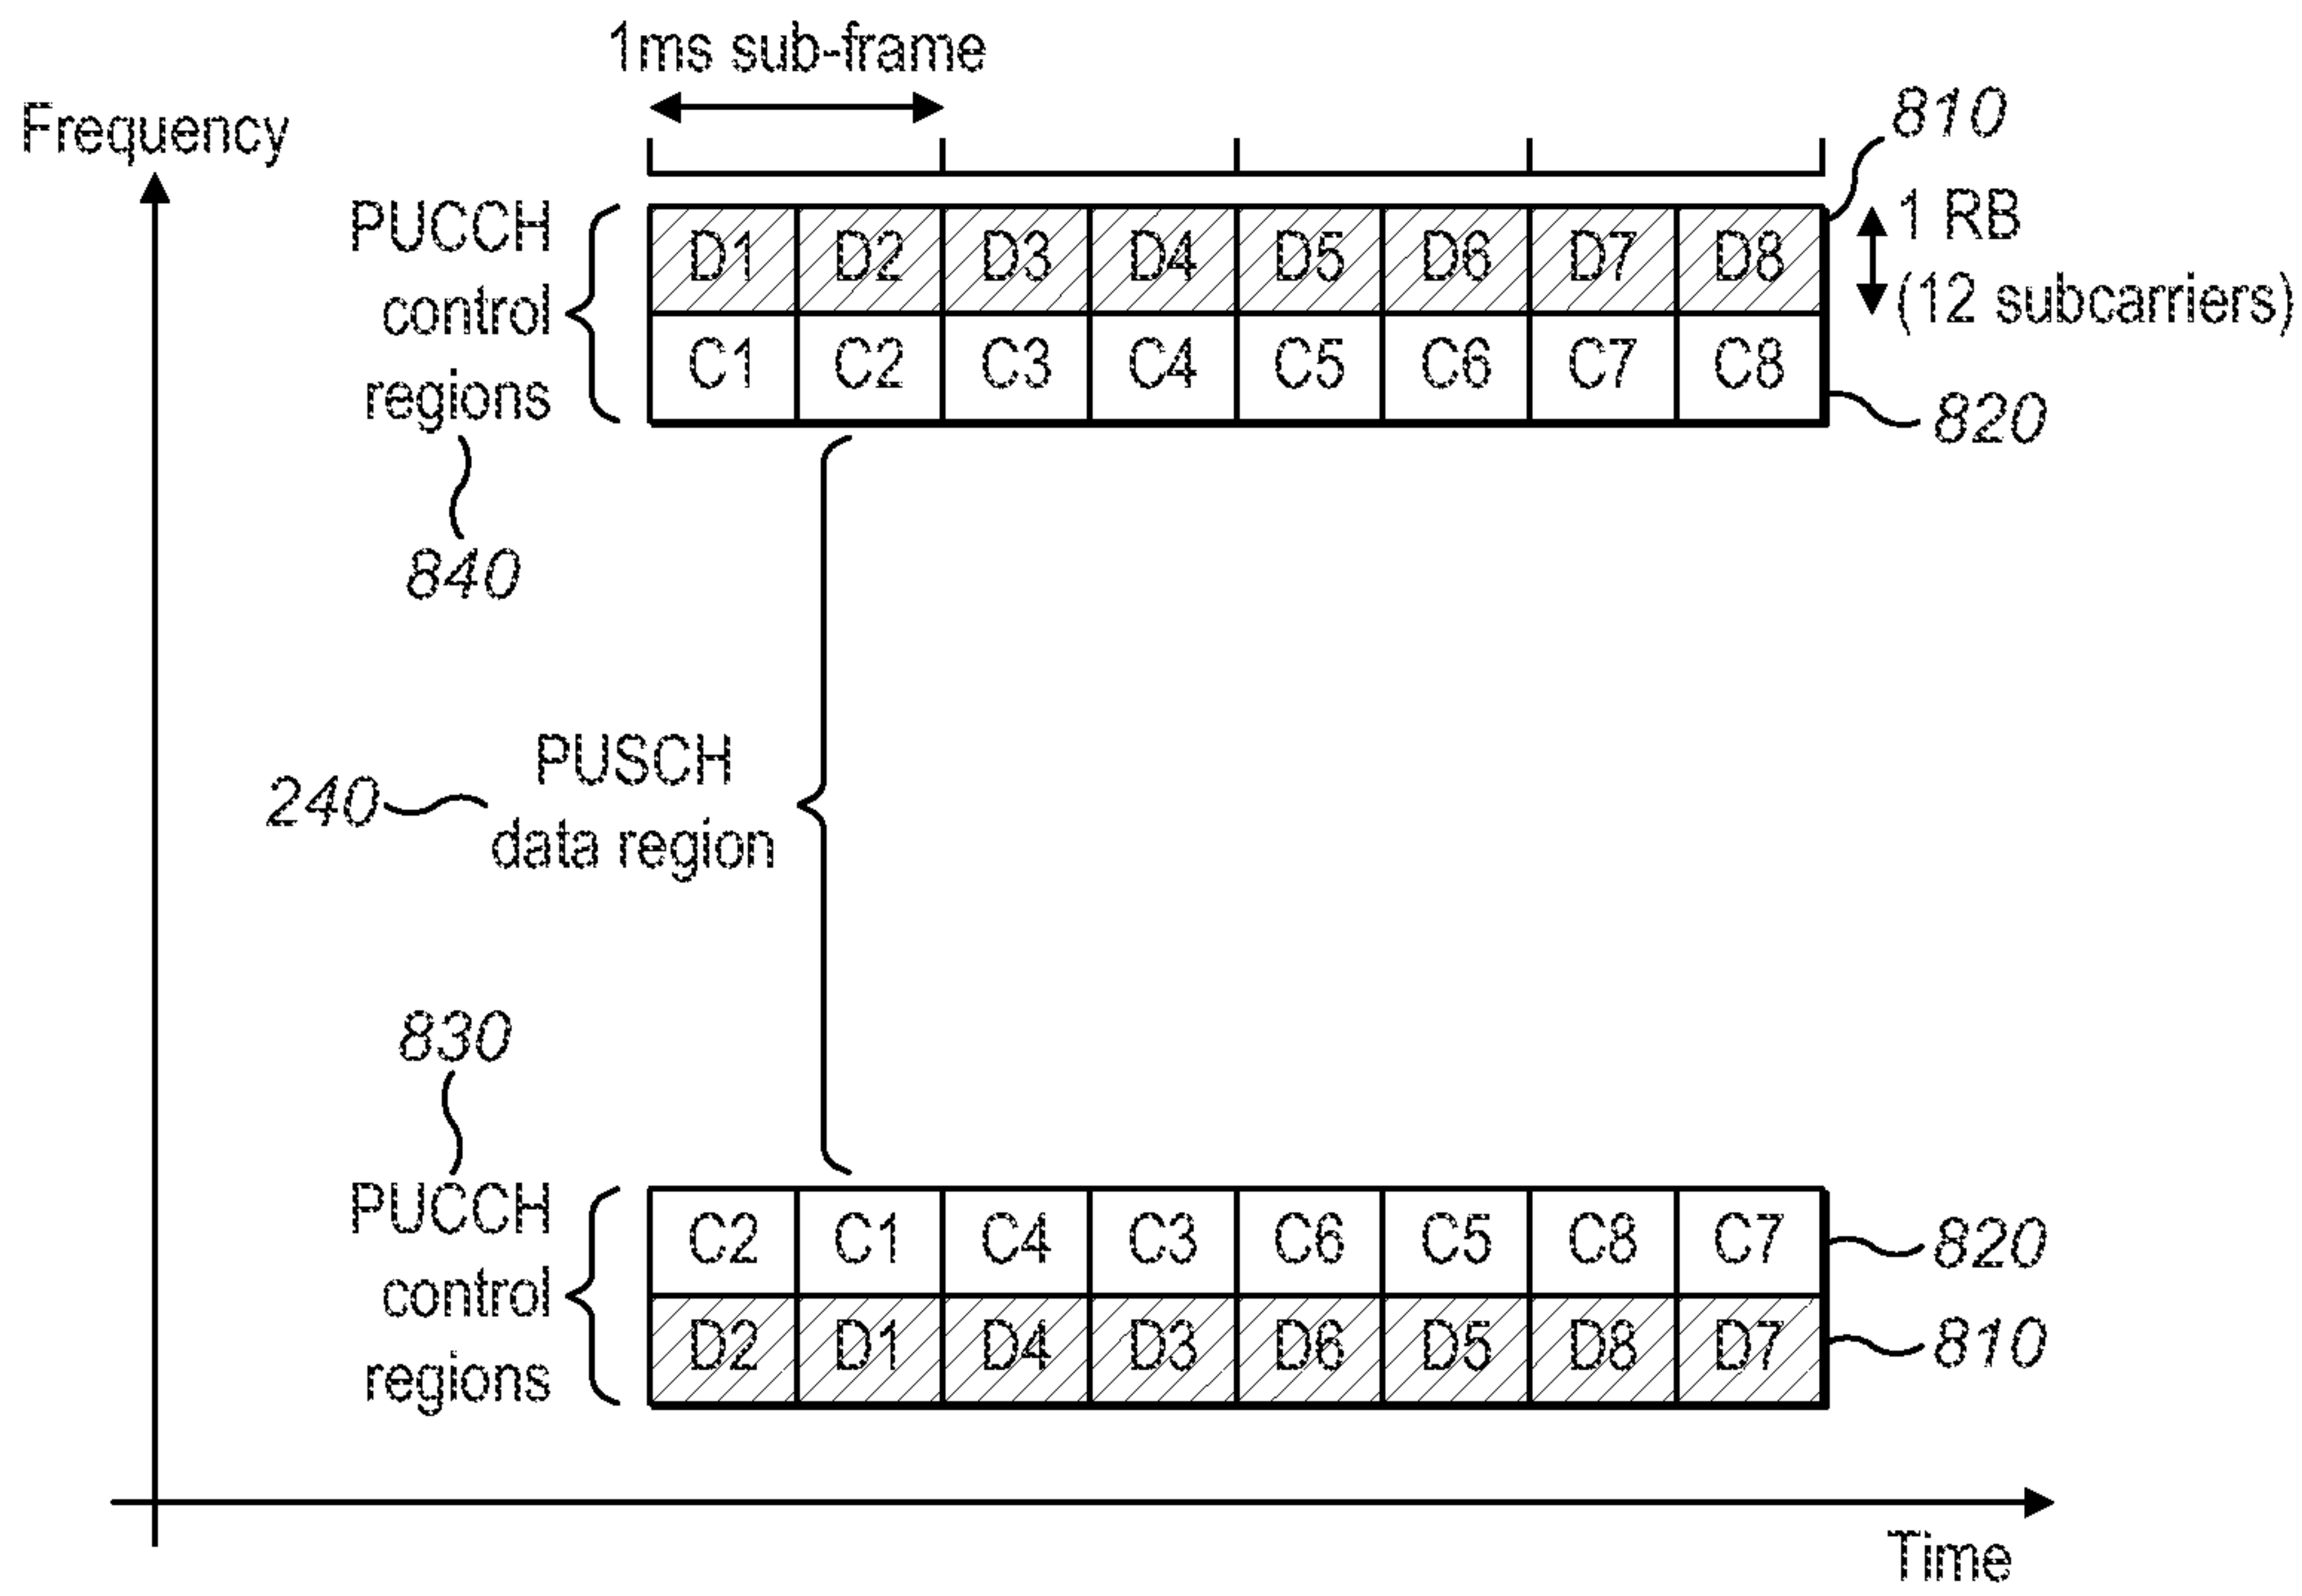 1ms sub-frame
Frequency
810
PUCCH
control
regions
D1 D2 D3 D4 D5 D6 D7 D8
1 RB
(12 subcarriers)
C1 C2 C3 C4 C5 C6 C7 C8
820
840
PUSCH
data region
240
830
PUCCH
control
regions
C2 C1 C4 C3 C6 C5 C8 C7
820
D2 D1 D4 D3 D6 D5 D8 D7
810
Time